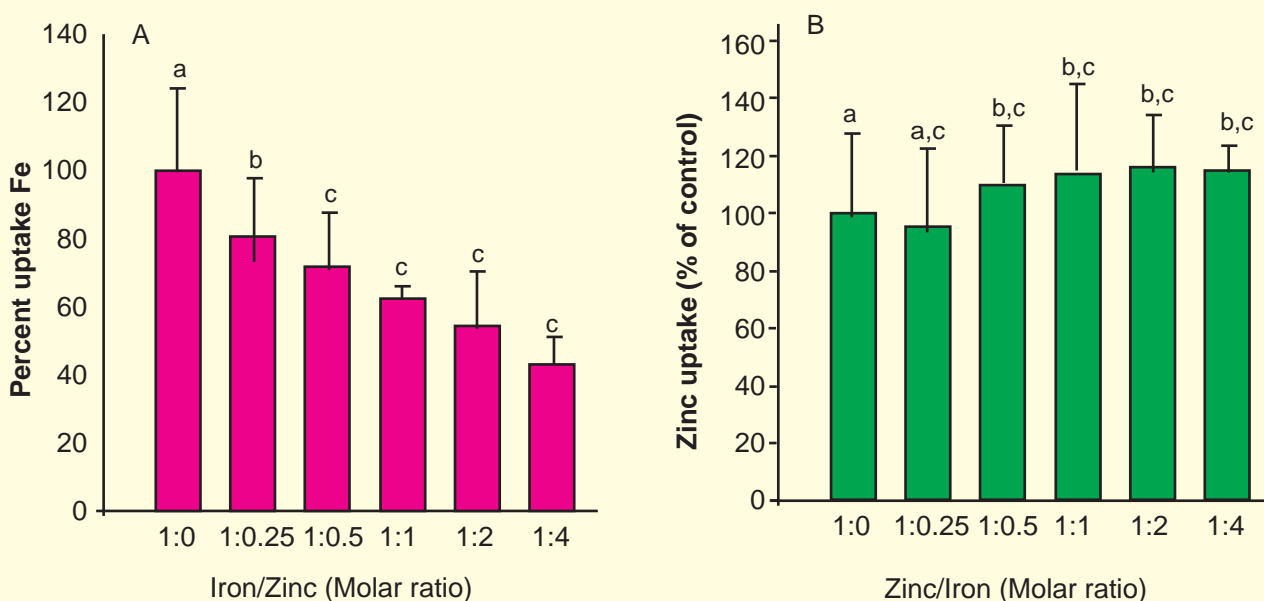 A
Percent uptake Fe
140
120
100
80
60
40
20
0
a
b
c
c
c
c
1:0 1:0.25 1:0.5 1:1 1:2 1:4
Iron/Zinc (Molar ratio)
B
Zinc uptake (% of control)
160
140
120
100
80
60
40
20
0
a
a,c
b,c
b,c
b,c
b,c
1:0 1:0.25 1:0.5 1:1 1:2 1:4
Zinc/Iron (Molar ratio)